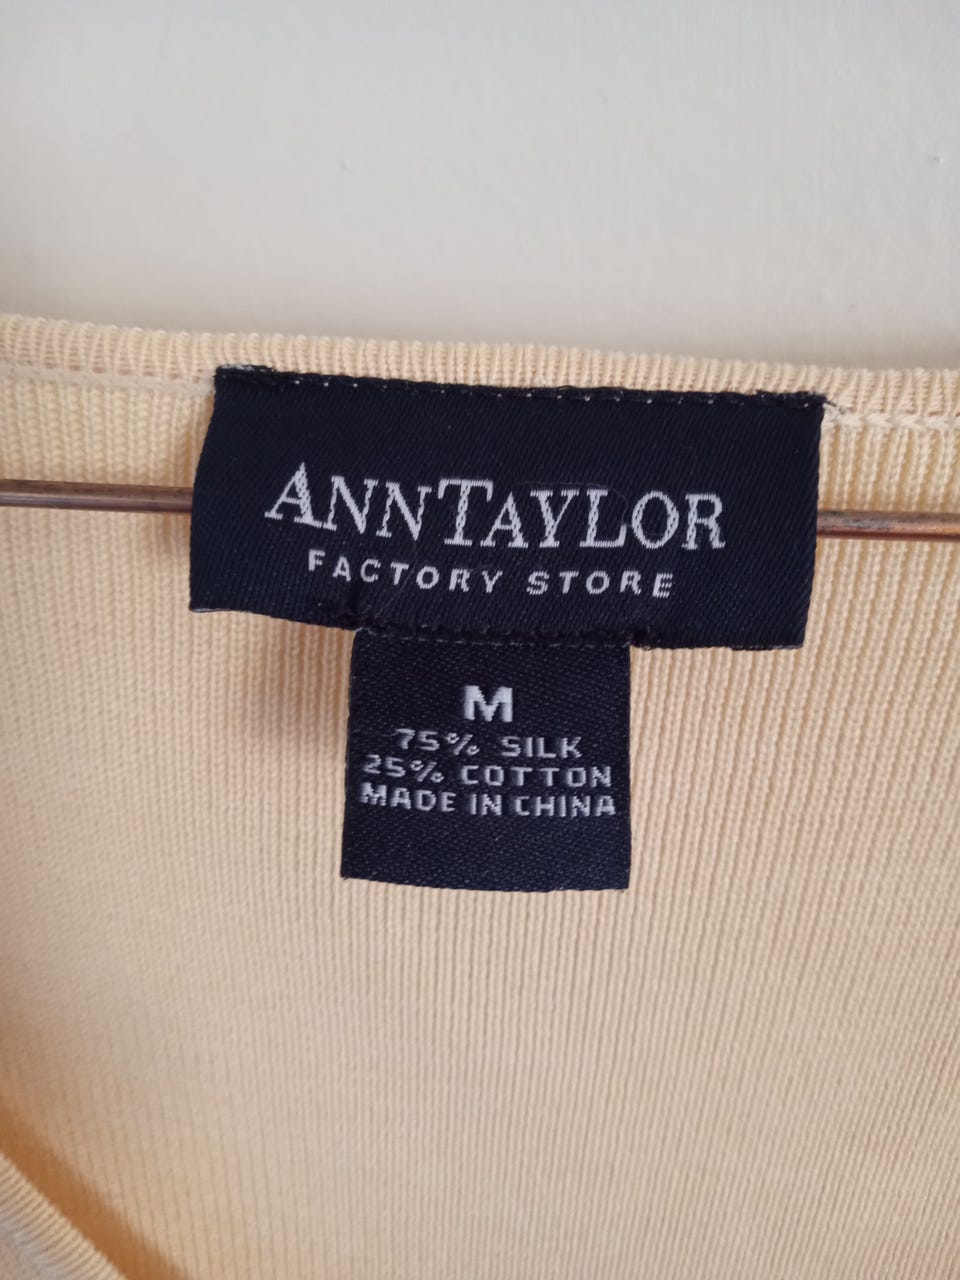 ANNTAYLOR
FACTORY STORE
M
75% SILK
25% COTTON
MADE IN CHINA